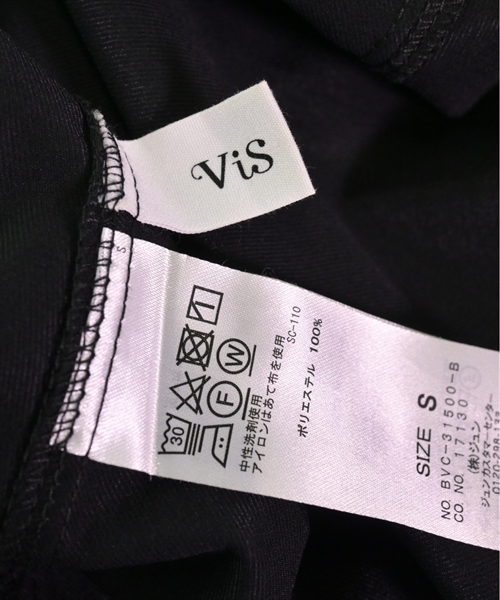 ViS
S
30
F
W
中性洗剤使用
アイロンはあて布を使用
SC-110
ポリエステル 100%
SIZE S
NO. BVC-31500-B
CO. NO. 17130
(株)ジュン
ジュン カスタマーセンター